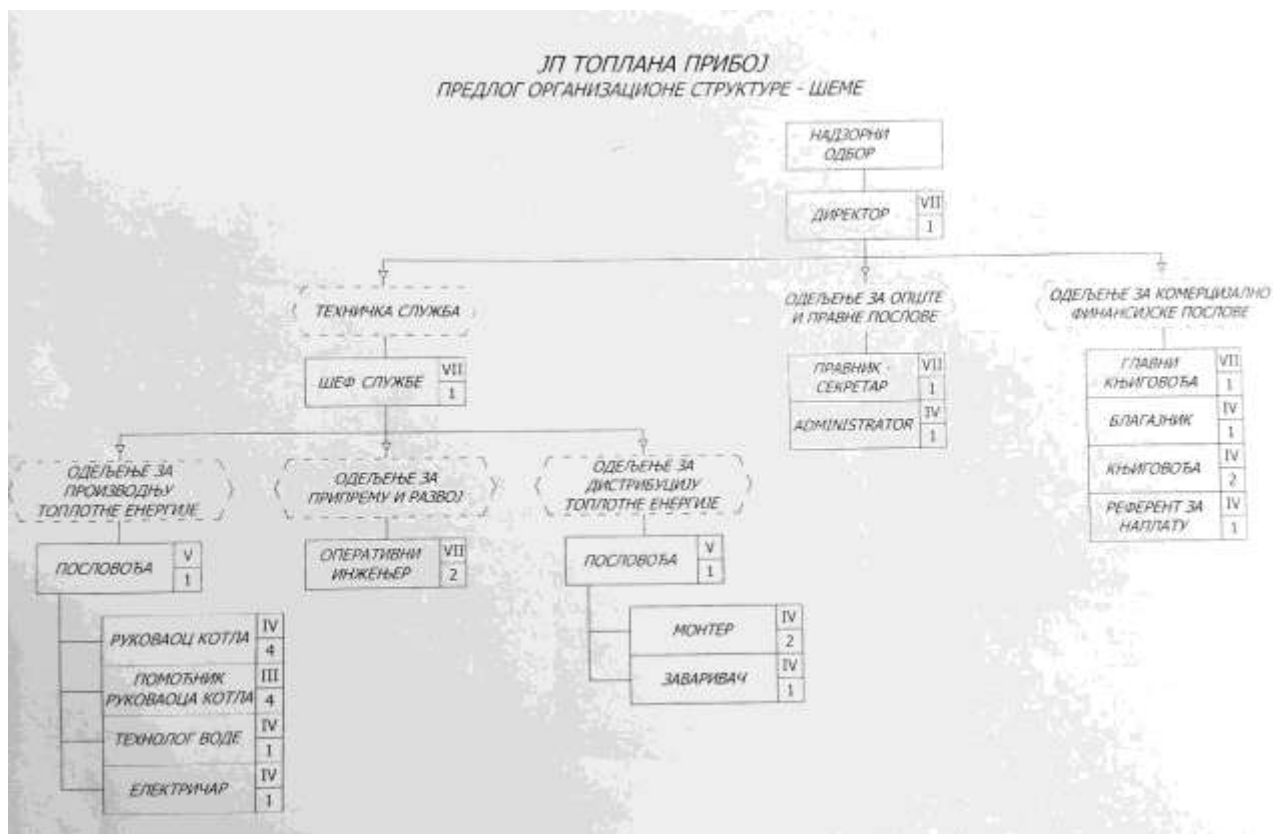 ЈП ТОПЛАНА ПРИБОЈ
ПРЕДЛОГ ОРГАНИЗАЦИОНЕ СТРУКТУРЕ - ШЕМЕ
НАДЗОРНИ
ОДБОР
ДИРЕКТОР
VII
1
ТЕХНИЧКА СЛУЖБА
ШЕФ СЛУЖБЕ
VII
1
ОДЕЉЕЊЕ ЗА ОПШТЕ
И ПРАВНЕ ПОСЛОВЕ
ПРАВНИК -
СЕКРЕТАР
VII
1
ADMINISTRATOR
IV
1
ОДЕЉЕЊЕ ЗА КОМЕРЦИЈАЛНО
ФИНАНСИЈСКЕ ПОСЛОВЕ
ГЛАВНИ
КЊИГОВОЂА
VII
1
БЛАГАЈНИК
IV
1
КЊИГОВОЂА
IV
2
РЕФЕРЕНТ ЗА
НАПЛАТУ
IV
1
ОДЕЉЕЊЕ ЗА
ПРОИЗВОДЊУ
ТОПЛОТНЕ ЕНЕРГИЈЕ
ПОСЛОВОЂА
V
1
РУКОВАОЦ КОТЛА
IV
4
ПОМОЋНИК
РУКОВАОЦА КОТЛА
III
4
ТЕХНОЛОГ ВОДЕ
IV
1
ЕЛЕКТРИЧАР
IV
1
ОДЕЉЕЊЕ ЗА
ПРИПРЕМУ И РАЗВОЈ
ОПЕРАТИВНИ
ИНЖЕЊЕР
VII
2
ОДЕЉЕЊЕ ЗА
ДИСТРИБУЦИЈУ
ТОПЛОТНЕ ЕНЕРГИЈЕ
ПОСЛОВОЂА
V
1
МОНТЕР
IV
2
ЗАВАРИВАЧ
IV
1